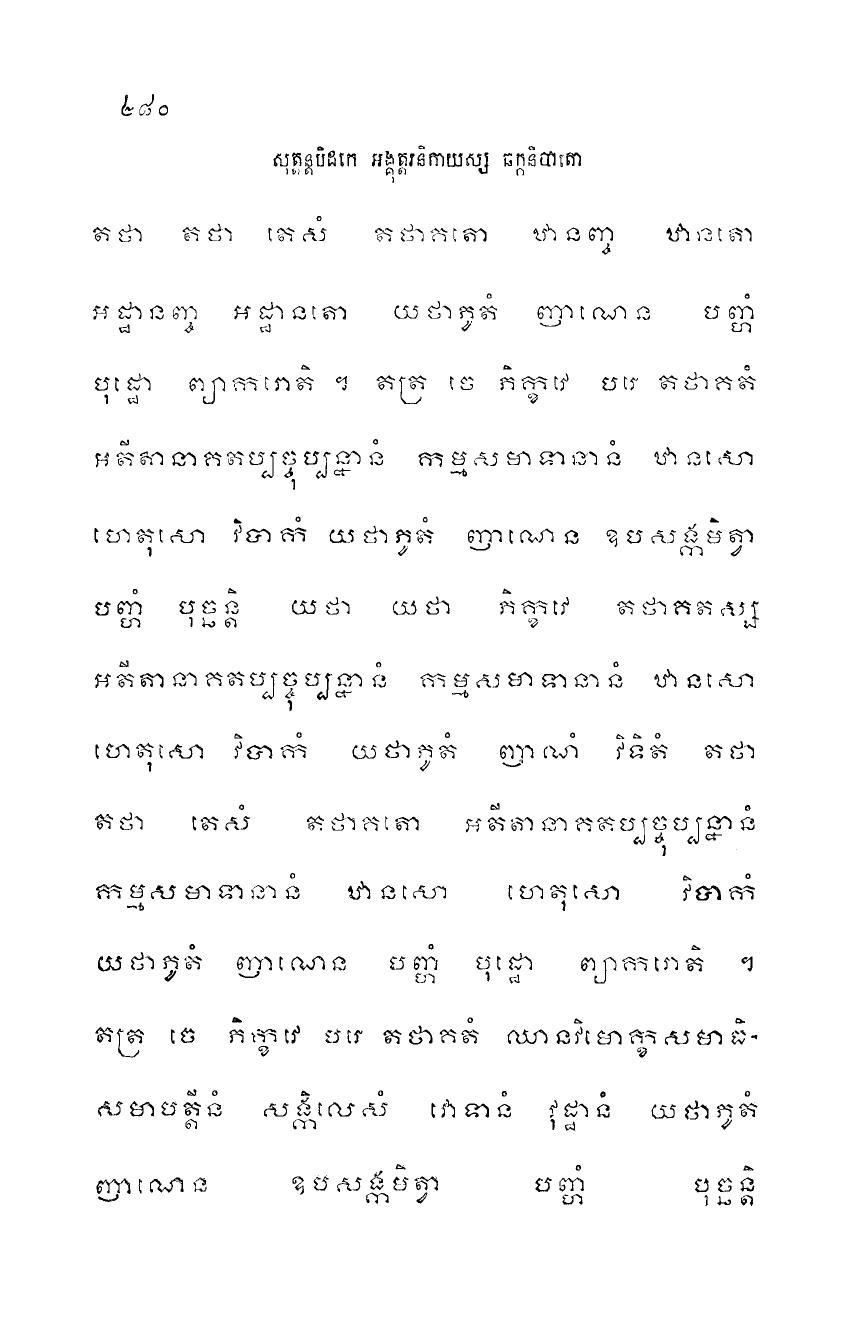 ៤៨០
សុត្តន្តបិដកេ អង្គុត្តរនិកាយស្ស ឆក្កនិបាតោ
តថា តថា តេសំ តថាគតោ ឋានញ្ច ឋានតោ
អដ្ឋានញ្ច អដ្ឋានតោ យថាភូតំ ញាណេន បញ្ហំ
បុដ្ឋោ ព្យាករោតិ ។ តត្រ ចេ ភិក្ខវេ បរេ តថាគតំ
អតីតានាគតប្បច្ចុប្បន្នានំ កម្មសមាទានានំ ឋានសោ
ហេតុសោ វិបាកំ យថាភូតំ ញាណេន ឧបសង្កមិត្វា
បញ្ហំ បុច្ឆន្តិ យថា យថា ភិក្ខវេ តថាគតស្ស
អតីតានាគតប្បច្ចុប្បន្នានំ កម្មសមាទានានំ ឋានសោ
ហេតុសោ វិបាកំ យថាភូតំ ញាណំ វិទិតំ តថា
តថា តេសំ តថាគតោ អតីតានាគតប្បច្ចុប្បន្នានំ
កម្មសមាទានានំ ឋានសោ ហេតុសោ វិបាកំ
យថាភូតំ ញាណេន បញ្ហំ បុដ្ឋោ ព្យាករោតិ ។
តត្រ ចេ ភិក្ខវេ បរេ តថាគតំ ឈានវិមោក្ខសមាធិ-
សមាបត្តីនំ សង្កិលេសំ វោទានំ វុដ្ឋានំ យថាភូតំ
ញាណេន ឧបសង្កមិត្វា បញ្ហំ បុច្ឆន្តិ